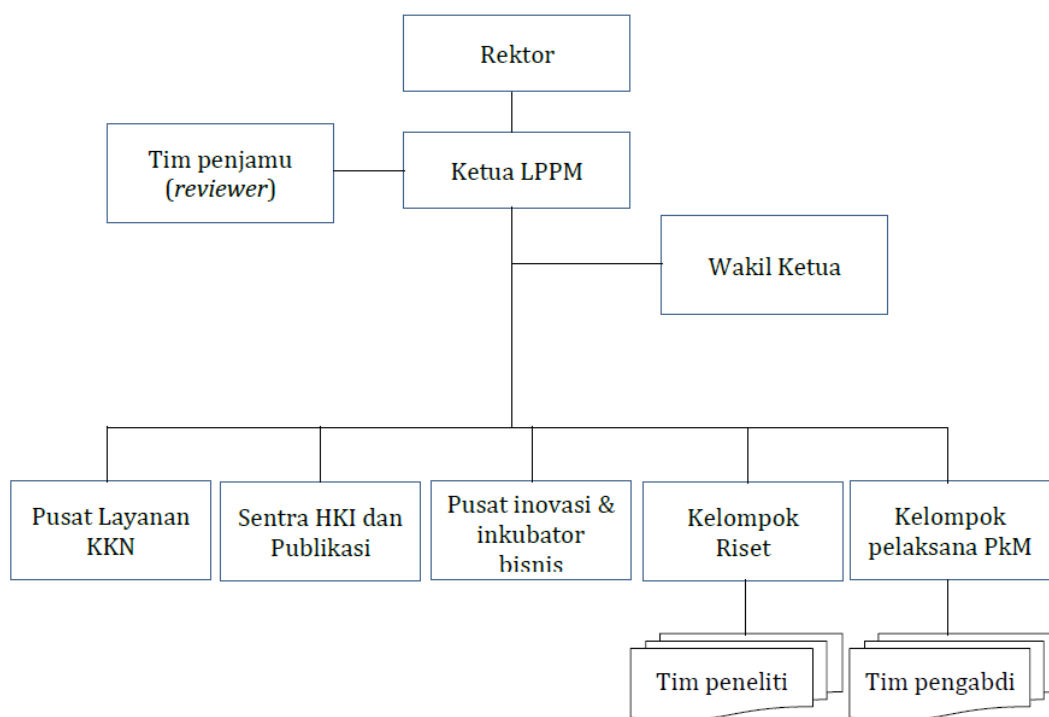 Rektor
Tim penjamu
(reviewer)
Ketua LPPM
Wakil Ketua
Pusat Layanan
KKN
Sentra HKI dan
Publikasi
Pusat inovasi &
inkubator
bisnis
Kelompok
Riset
Kelompok
pelaksana PkM
Tim peneliti
Tim pengabdi